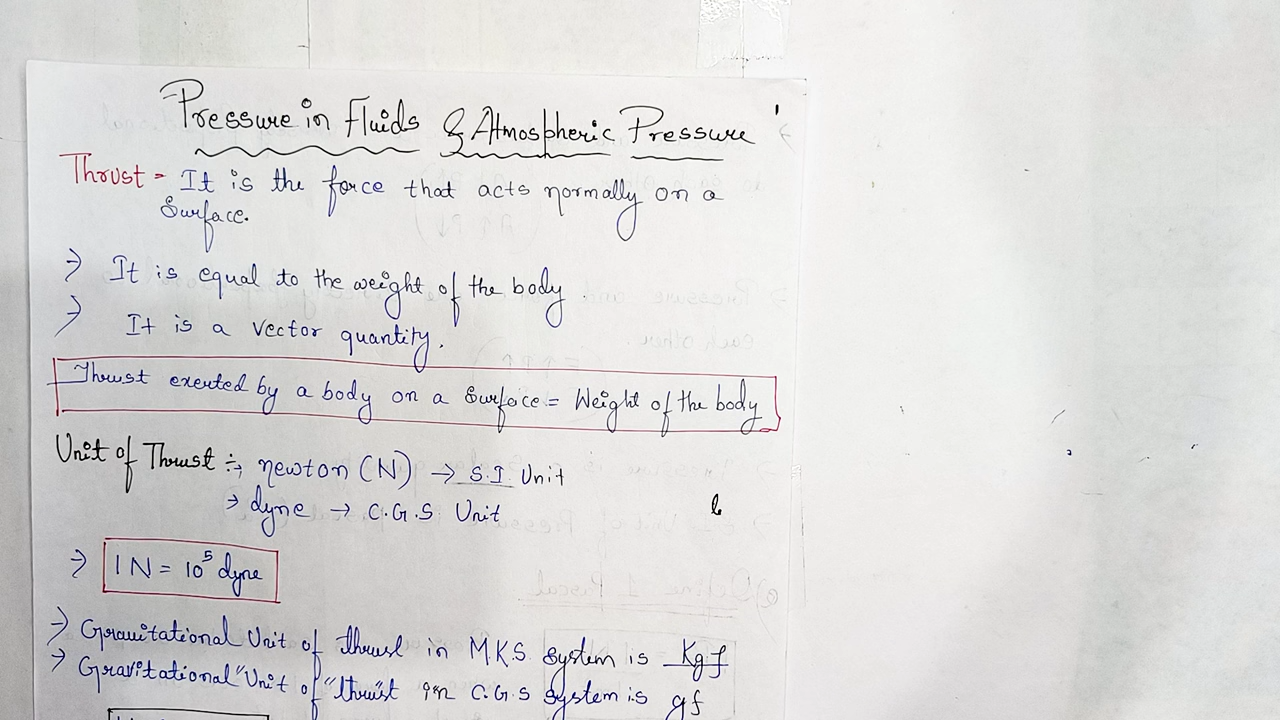 Pressure in Fluids & Atmospheric Pressure
Thrust - It is the force that acts normally on a
Surface.
→ It is equal to the weight of the body
→ It is a vector quantity.
Thrust exerted by a body on a Surface = Weight of the body
Unit of Thrust :→ newton (N) → S.I. Unit
→ dyne → C.G.S. Unit
→ 1 N = 10⁵ dyne
→ Gravitational Unit of thrust in M.K.S. system is Kgf
→ Gravitational Unit of thrust in C.G.S system is gf